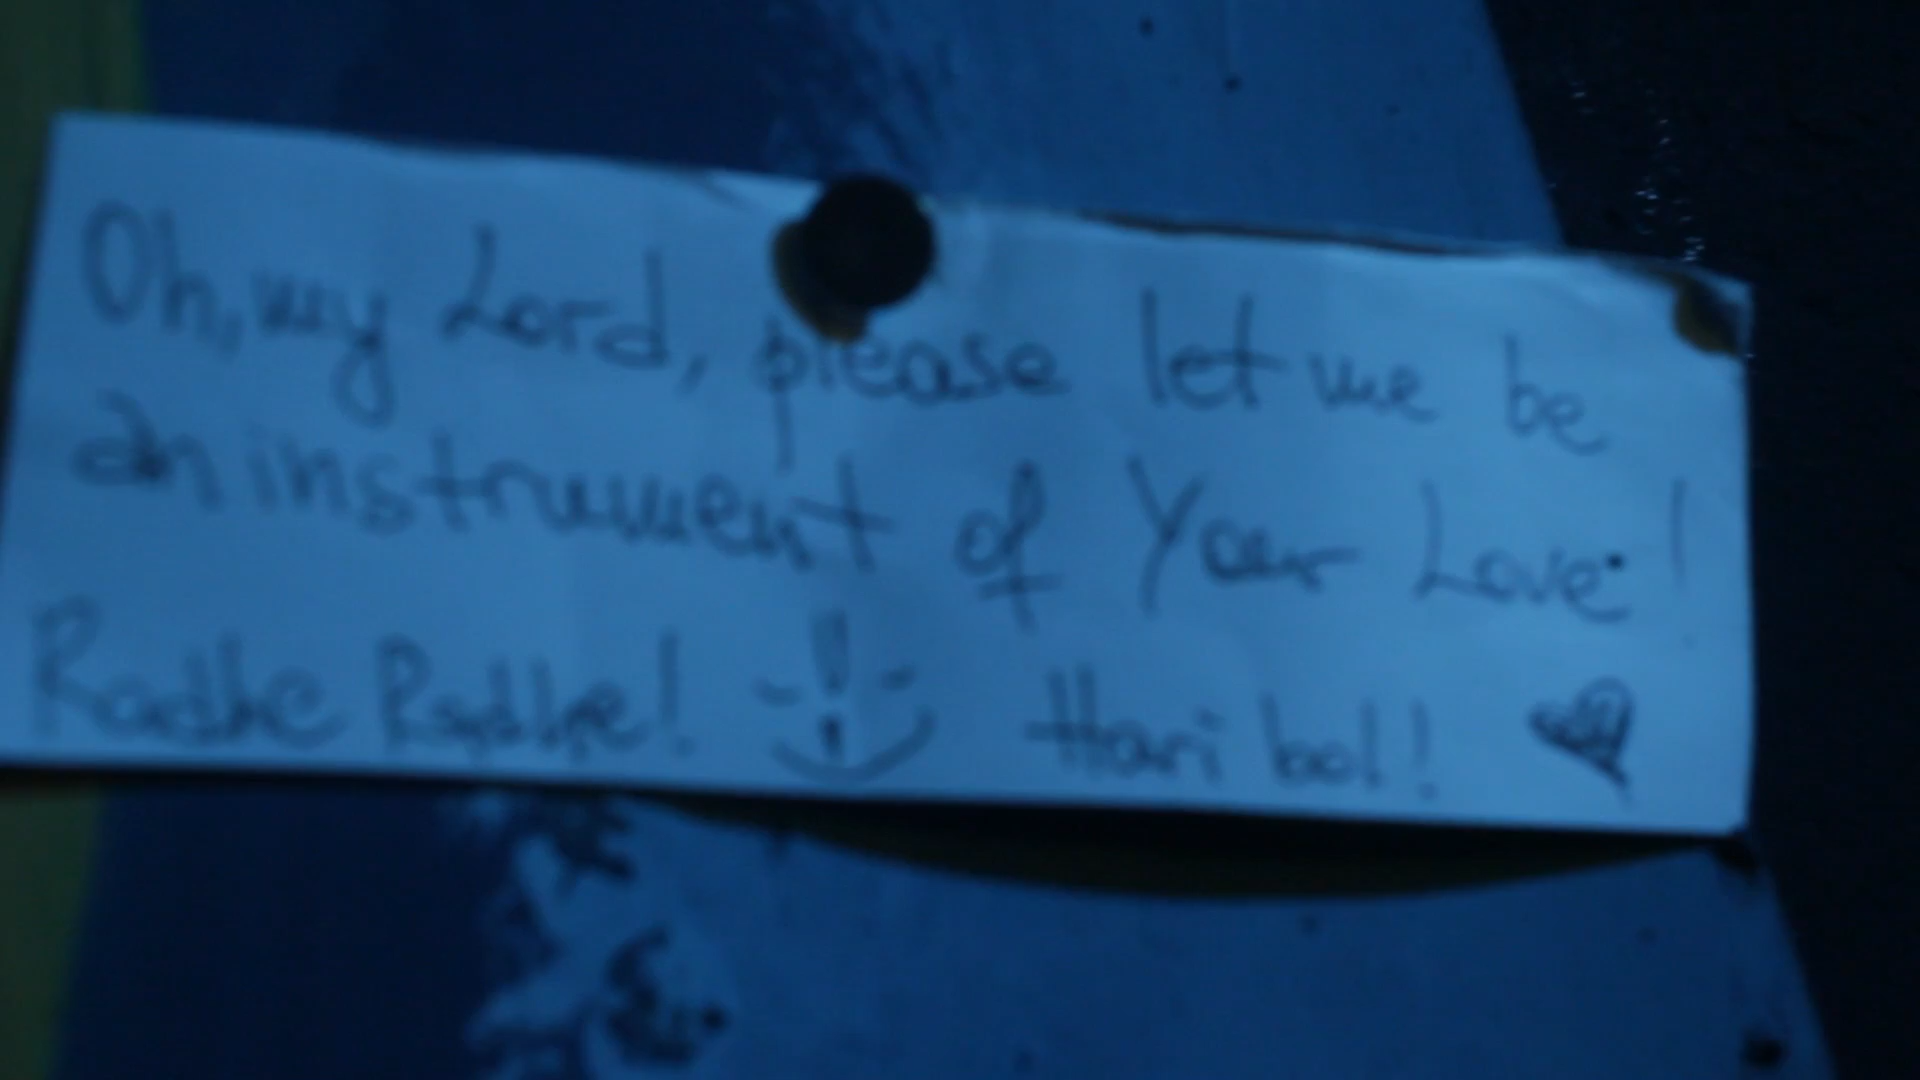 Oh, my Lord, please let me be
an instrument of Your Love!
Radhe Radhe! Hari bol!